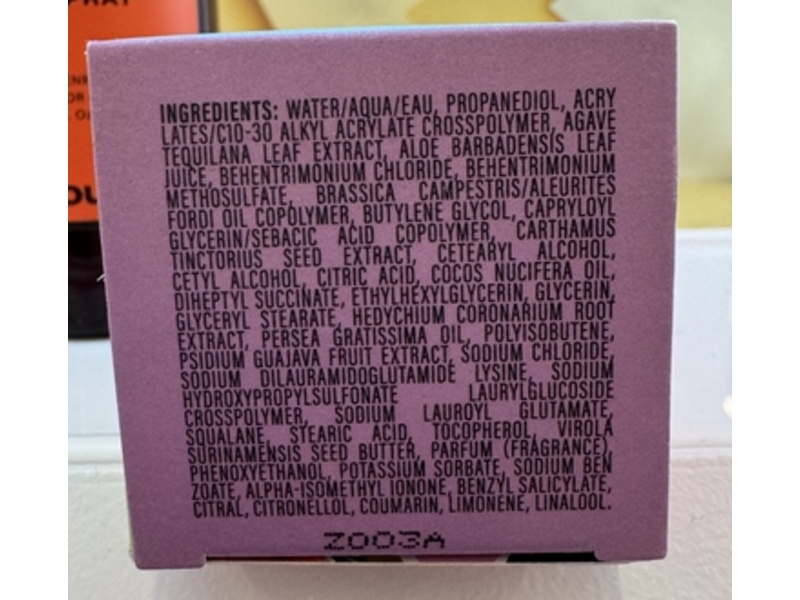 PRAY
OU
INGREDIENTS: WATER/AQUA/EAU, PROPANEDIOL, ACRY
LATES/C10-30 ALKYL ACRYLATE CROSSPOLYMER, AGAVE
TEQUILANA LEAF EXTRACT, ALOE BARBADENSIS LEAF
JUICE, BEHENTRIMONIUM CHLORIDE, BEHENTRIMONIUM
METHOSULFATE, BRASSICA CAMPESTRIS/ALEURITES
FORDI OIL COPOLYMER, BUTYLENE GLYCOL, CAPRYLOYL
GLYCERIN/SEBACIC ACID COPOLYMER, CARTHAMUS
TINCTORIUS SEED EXTRACT, CETEARYL ALCOHOL,
CETYL ALCOHOL, CITRIC ACID, COCOS NUCIFERA OIL,
DIHEPTYL SUCCINATE, ETHYLHEXYLGLYCERIN, GLYCERIN,
GLYCERYL STEARATE, HEDYCHIUM CORONARIUM ROOT
EXTRACT, PERSEA GRATISSIMA OIL, POLYISOBUTENE,
PSIDIUM GUAJAVA FRUIT EXTRACT, SODIUM CHLORIDE,
SODIUM DILAURAMIDOGLUTAMIDE LYSINE, SODIUM
HYDROXYPROPYLSULFONATE LAURYLGLUCOSIDE
CROSSPOLYMER, SODIUM LAUROYL GLUTAMATE,
SQUALANE, STEARIC ACID, TOCOPHEROL, VIROLA
SURINAMENSIS SEED BUTTER, PARFUM (FRAGRANCE),
PHENOXYETHANOL, POTASSIUM SORBATE, SODIUM BEN
ZOATE, ALPHA-ISOMETHYL IONONE, BENZYL SALICYLATE,
CITRAL, CITRONELLOL, COUMARIN, LIMONENE, LINALOOL.
Z003A